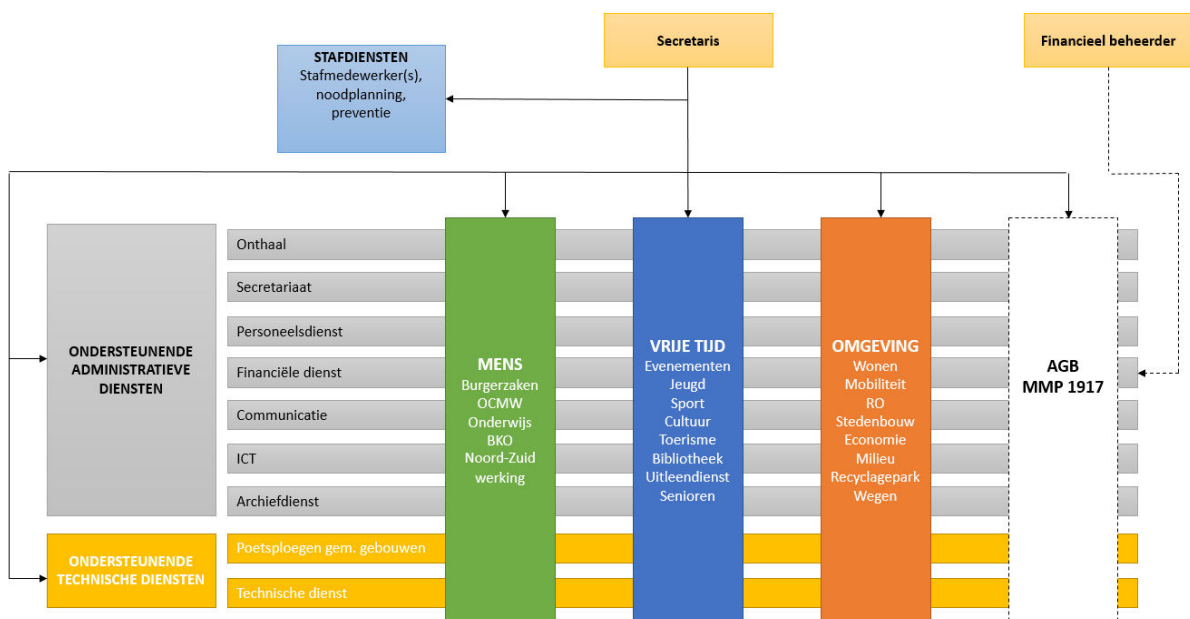 Secretaris
Financieel beheerder
STAFDIENSTEN
Stafmedewerker(s),
noodplanning,
preventie
ONDERSTEUNENDE
ADMINISTRATIEVE
DIENSTEN
Onthaal
Secretariaat
Personeelsdienst
Financiële dienst
Communicatie
ICT
Archiefdienst
ONDERSTEUNENDE
TECHNISCHE DIENSTEN
Poetsploegen gem. gebouwen
Technische dienst
MENS
Burgerzaken
OCMW
Onderwijs
BKO
Noord-Zuid
werking
VRIJE TIJD
Evenementen
Jeugd
Sport
Cultuur
Toerisme
Bibliotheek
Uitleendienst
Senioren
OMGEVING
Wonen
Mobiliteit
RO
Stedenbouw
Economie
Milieu
Recyclagepark
Wegen
AGB
MMP 1917